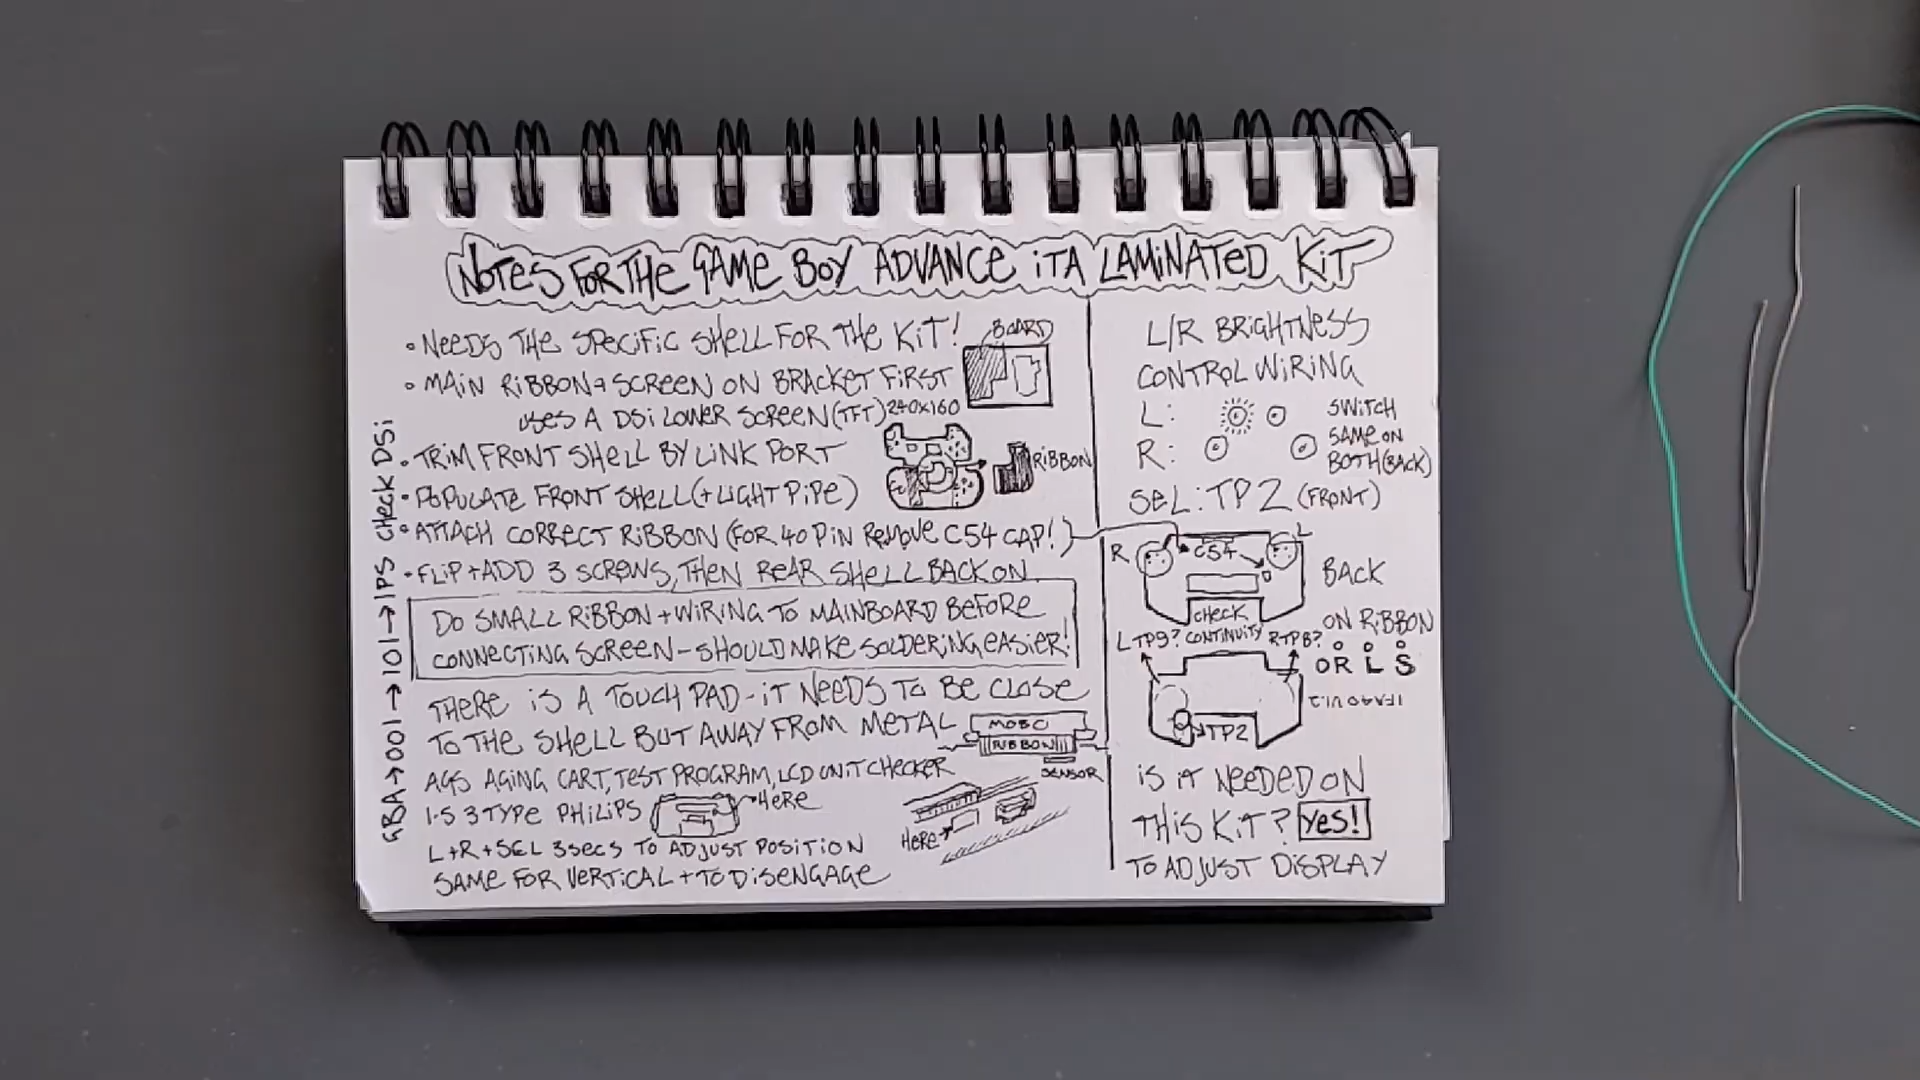 NOTES FOR THE GAME BOY ADVANCE iTA LAMINATED KIT
• NEEDS THE SPECIFIC SHELL FOR THE KIT!
BOARD
• MAIN RIBBON + SCREEN ON BRACKET FIRST
USES A DSi LOWER SCREEN (TFT) 240x160
• TRIM FRONT SHELL BY LINK PORT
RIBBON
• POPULATE FRONT SHELL (+ LIGHT PIPE)
• ATTACH CORRECT RIBBON (FOR 40 PIN REMOVE C54 CAP!)
• FLIP + ADD 3 SCREWS, THEN REAR SHELL BACK ON
DO SMALL RIBBON + WIRING TO MAINBOARD BEFORE
CONNECTING SCREEN - SHOULD MAKE SOLDERING EASIER!
THERE IS A TOUCH PAD - IT NEEDS TO BE CLOSE
TO THE SHELL BUT AWAY FROM METAL
MOBO
RIBBON
SENSOR
AGS AGING CART, TEST PROGRAM, LCD UNIT CHECKER
1.5 3 TYPE PHILIPS
HERE
HERE
L + R + SEL 3SECS TO ADJUST POSITION
SAME FOR VERTICAL + TO DISENGAGE
GBA → 001 → 101 → IPS CHECK DSi
L/R BRIGHTNESS
CONTROL WIRING
L: SWITCH
R: SAME ON
BOTH (BACK)
SEL: TP2 (FRONT)
R C54 L
BACK
CHECK
CONTINUITY
L TP9? R TP8?
ON RIBBON
OR L S
TP2
IS IT NEEDED ON
THIS KIT? YES!
TO ADJUST DISPLAY